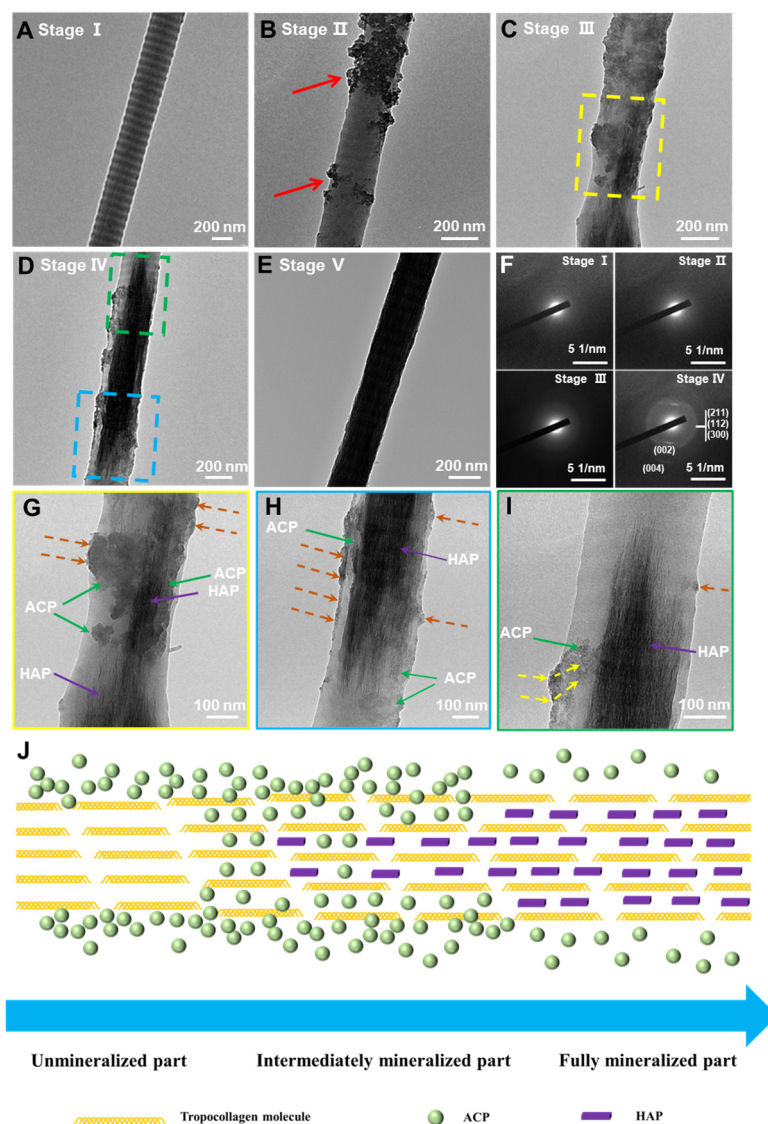 A Stage Ⅰ
200 nm
B Stage Ⅱ
200 nm
C Stage Ⅲ
200 nm
D Stage Ⅳ
200 nm
E Stage Ⅴ
200 nm
F
Stage Ⅰ
5 1/nm
Stage Ⅱ
5 1/nm
Stage Ⅲ
5 1/nm
Stage Ⅳ
(211)
(112)
(300)
(002)
(004)
5 1/nm
G
ACP
ACP
HAP
HAP
100 nm
H
ACP
HAP
ACP
100 nm
I
ACP
HAP
100 nm
J
Unmineralized part
Intermediately mineralized part
Fully mineralized part
Tropocollagen molecule
ACP
HAP